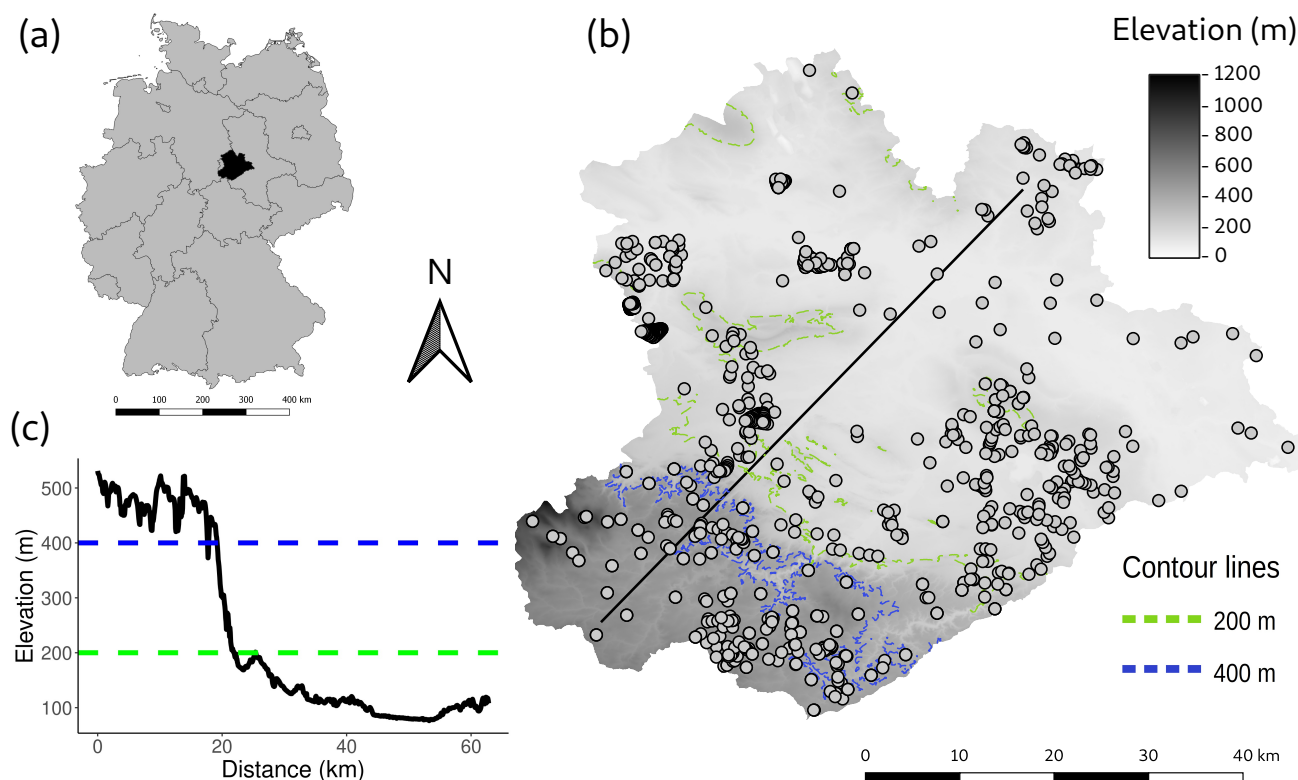 (a)
0 100 200 300 400 km
N
(b)
Elevation (m)
1200
1000
800
600
400
200
0
Contour lines
200 m
400 m
0 10 20 30 40 km
(c)
Elevation (m)
500
400
300
200
100
0 20 40 60
Distance (km)